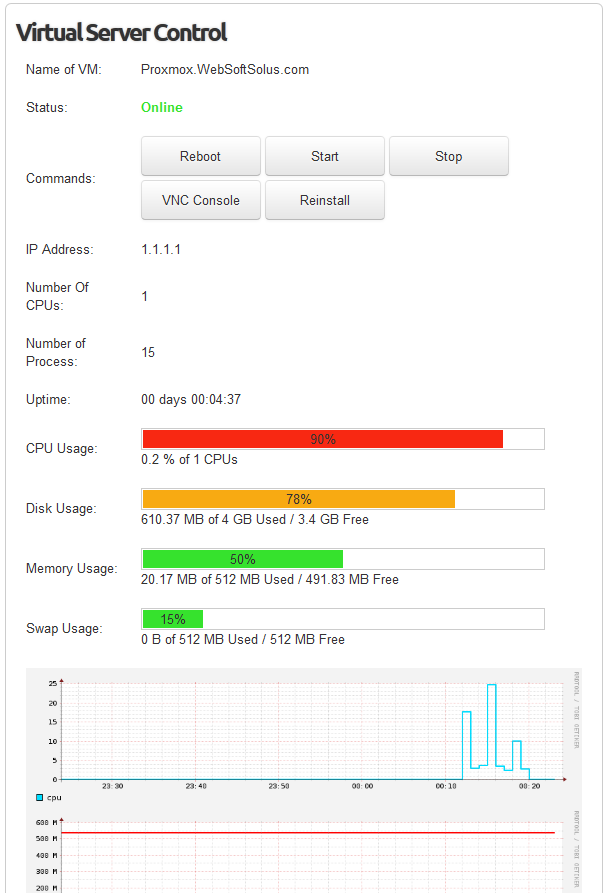 Virtual Server Control
Name of VM: Proxmox.WebSoftSolus.com
Status: Online
Commands:
Reboot Start Stop
VNC Console Reinstall
IP Address: 1.1.1.1
Number Of
CPUs:
1
Number of
Process:
15
Uptime: 00 days 00:04:37
CPU Usage:
90%
0.2 % of 1 CPUs
Disk Usage:
78%
610.37 MB of 4 GB Used / 3.4 GB Free
Memory Usage:
50%
20.17 MB of 512 MB Used / 491.83 MB Free
Swap Usage:
15%
0 B of 512 MB Used / 512 MB Free
25
20
15
10
5
0
23:30 23:40 23:50 00:00 00:10 00:20
cpu
RRDTOOL / TOBI OETIKER
600 M
500 M
400 M
300 M
200 M
RRDTOOL / TOBI OETIKER